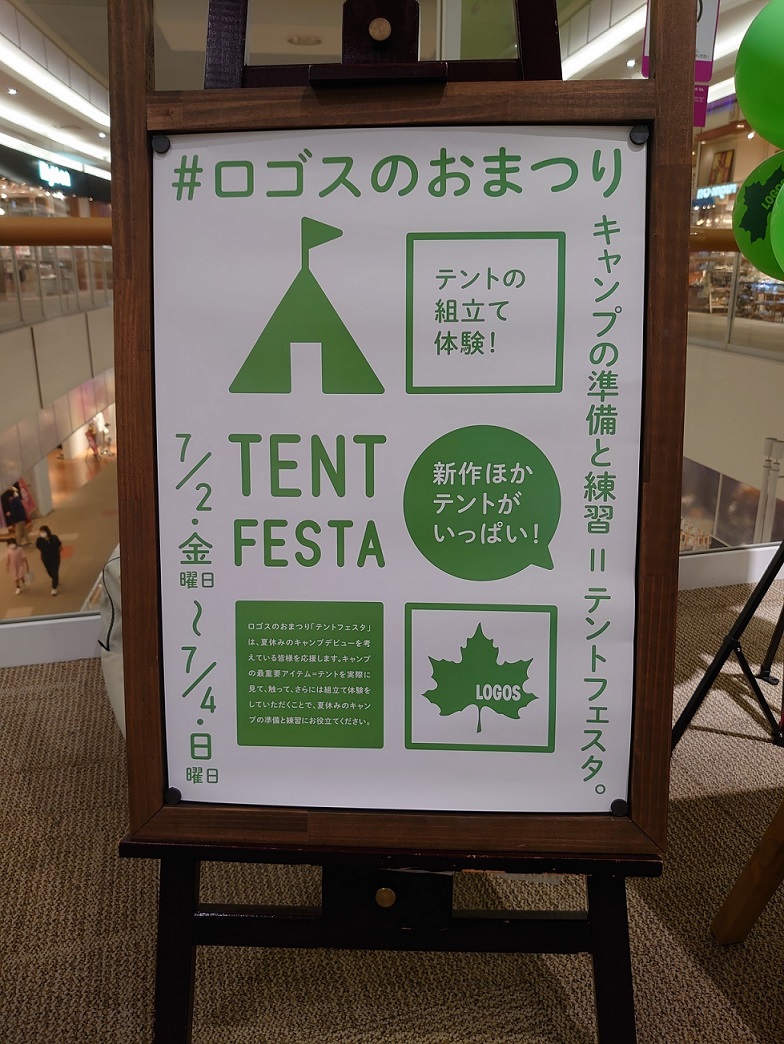 #ロゴスのおまつり
キャンプの準備と練習=テントフェスタ。
テントの
組立て
体験!
TENT
FESTA
新作ほか
テントが
いっぱい!
7/2・金曜日〜7/4・日曜日
ロゴスのおまつり「テントフェスタ」
は、夏休みのキャンプデビューを考
えている皆様を応援します。キャンプ
の最重要アイテム=テントを実際に
見て、触って、さらには組立て体験を
していただくことで、夏休みのキャン
プの準備と練習にお役立てください。
LOGOS